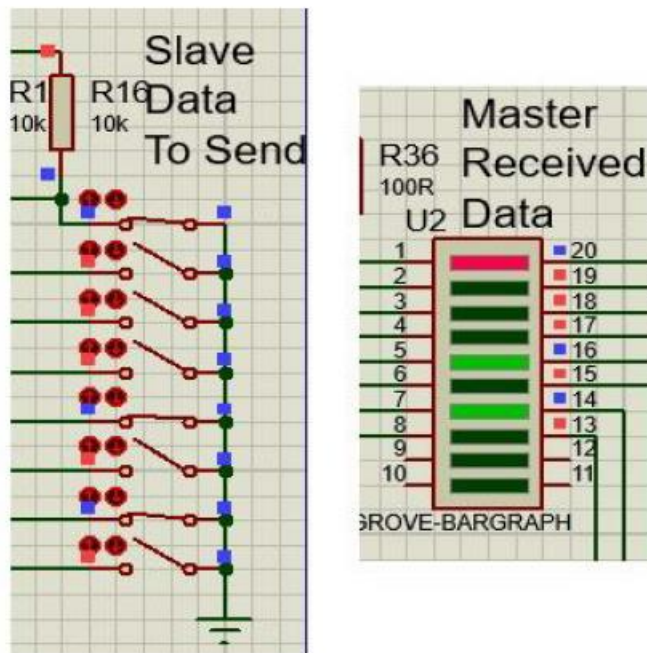 Slave
Data
To Send
R1
10k
R16
10k
Master
Received
Data
R36
100R
U2
1
2
3
4
5
6
7
8
9
10
20
19
18
17
16
15
14
13
12
11
GROVE-BARGRAPH